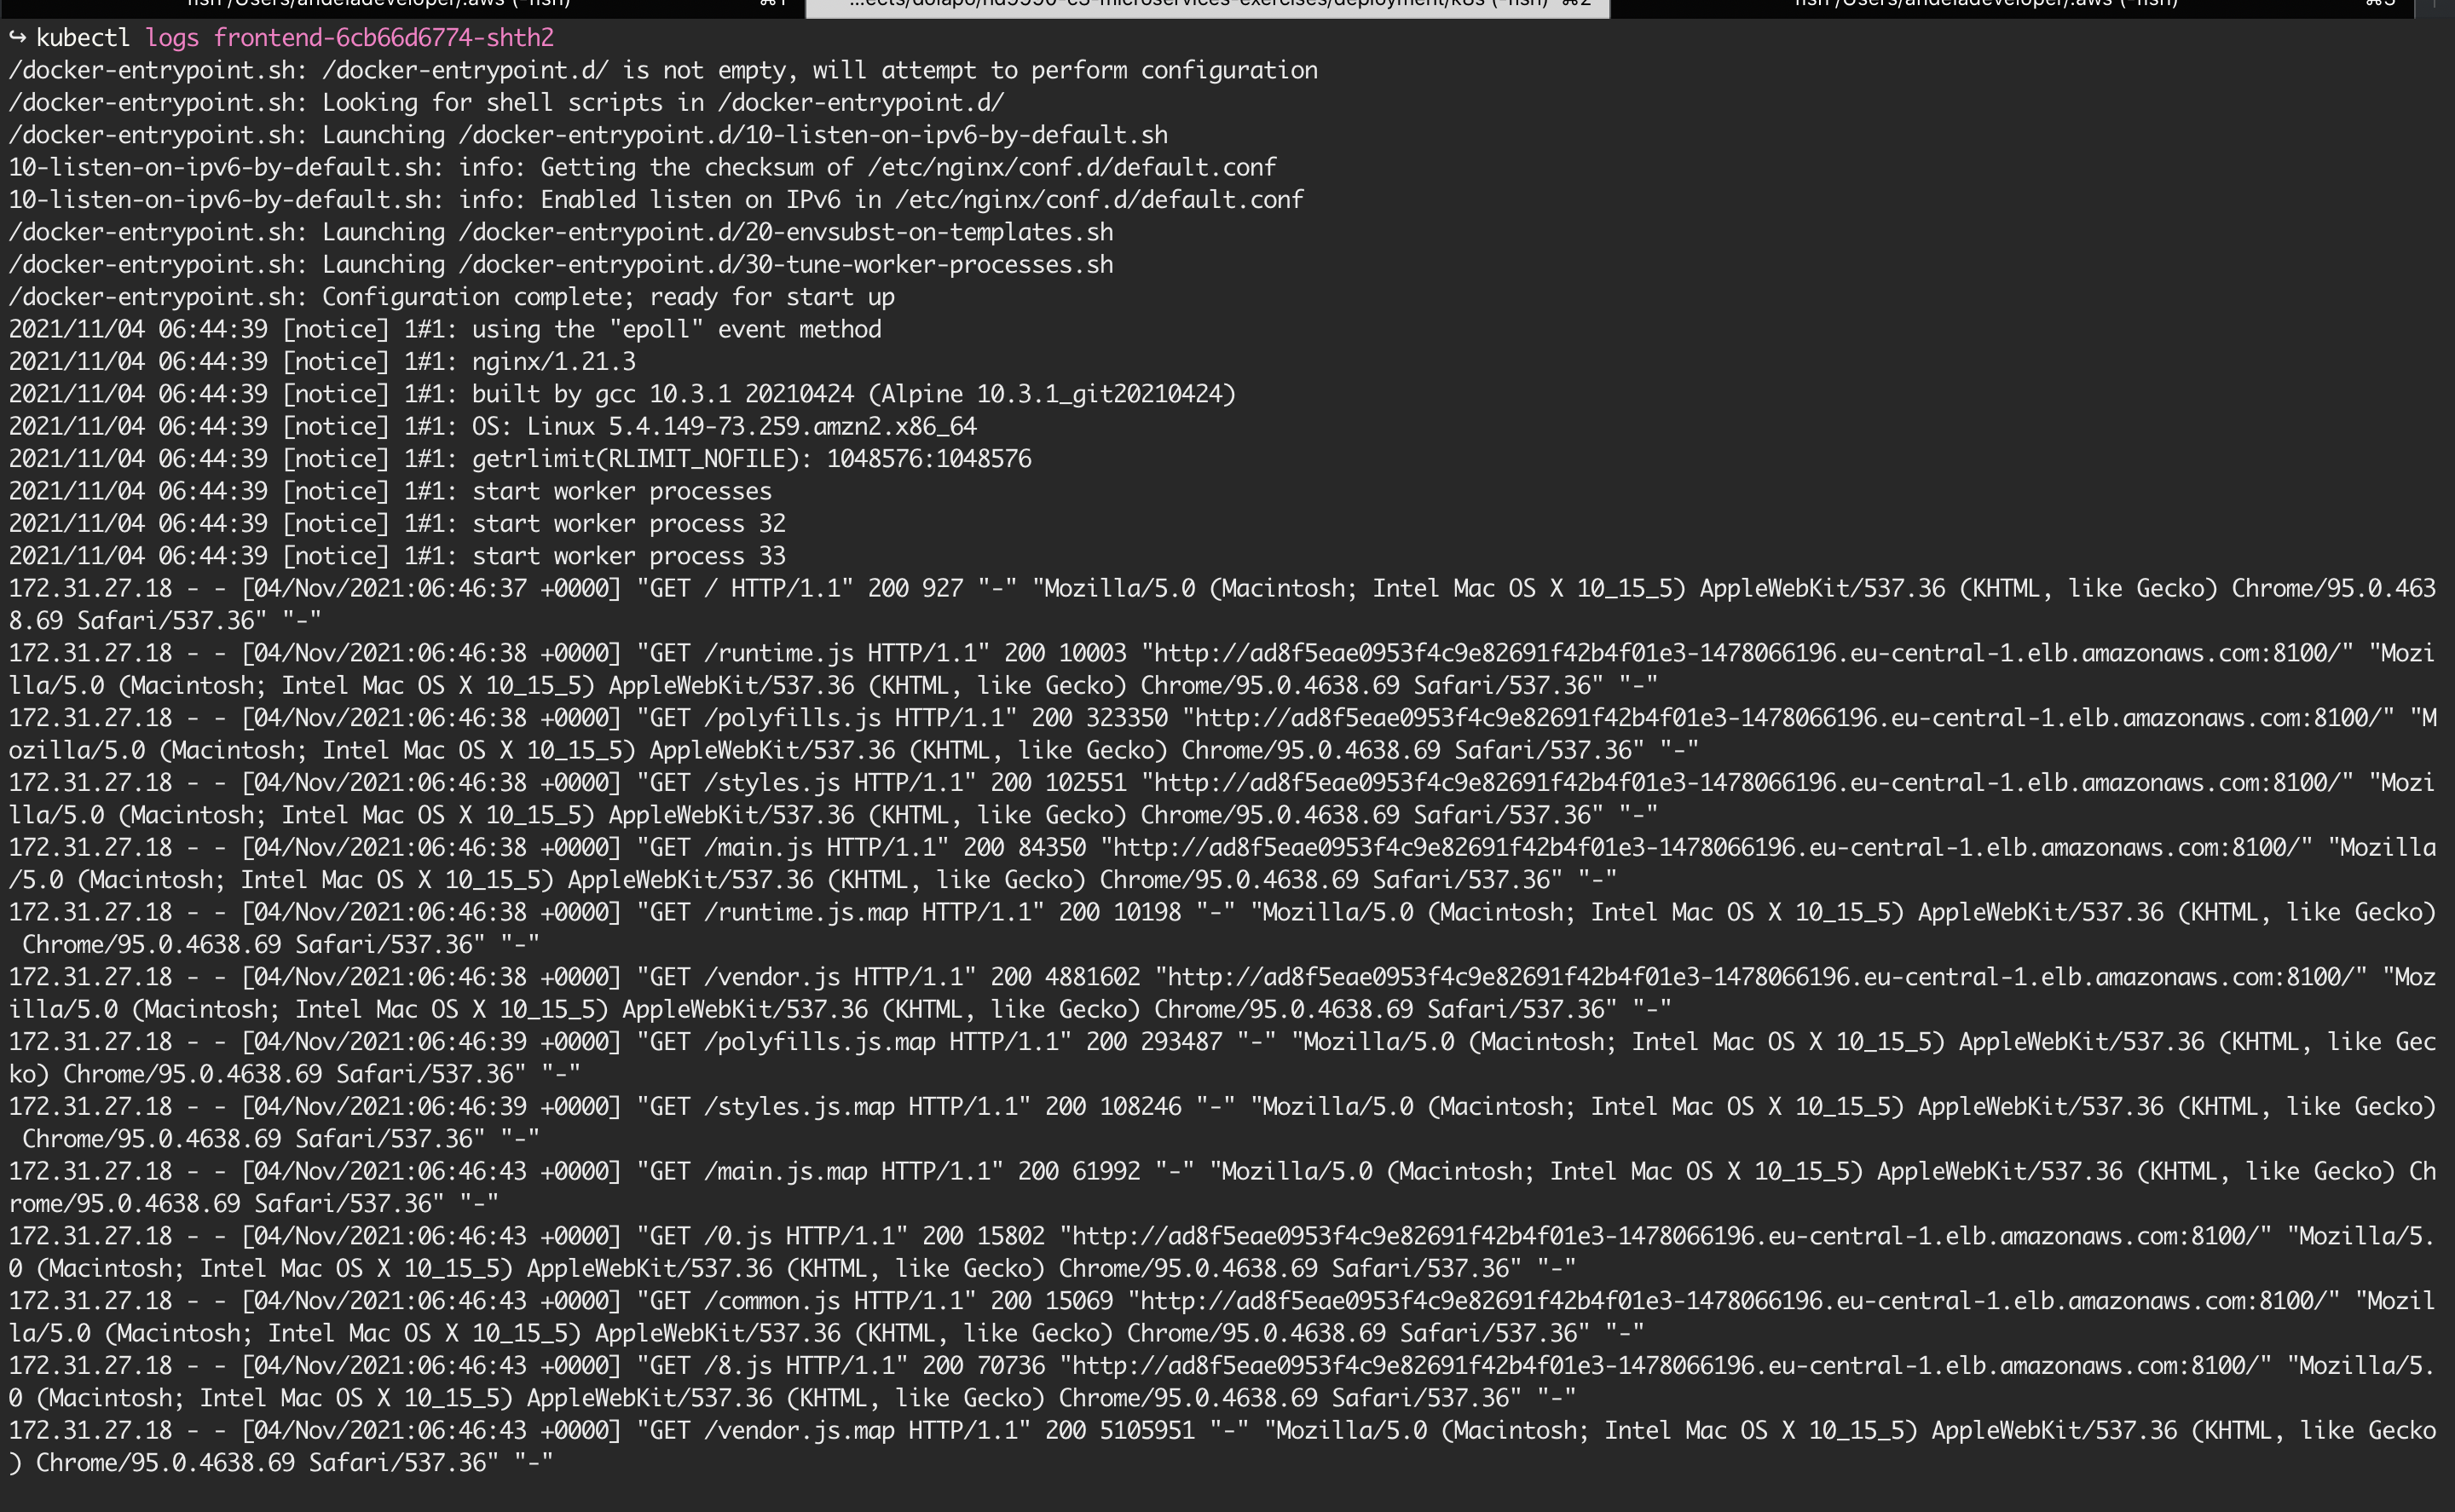 ⌘1
⌘2
⌘3
↪ kubectl logs frontend-6cb66d6774-shth2
/docker-entrypoint.sh: /docker-entrypoint.d/ is not empty, will attempt to perform configuration
/docker-entrypoint.sh: Looking for shell scripts in /docker-entrypoint.d/
/docker-entrypoint.sh: Launching /docker-entrypoint.d/10-listen-on-ipv6-by-default.sh
10-listen-on-ipv6-by-default.sh: info: Getting the checksum of /etc/nginx/conf.d/default.conf
10-listen-on-ipv6-by-default.sh: info: Enabled listen on IPv6 in /etc/nginx/conf.d/default.conf
/docker-entrypoint.sh: Launching /docker-entrypoint.d/20-envsubst-on-templates.sh
/docker-entrypoint.sh: Launching /docker-entrypoint.d/30-tune-worker-processes.sh
/docker-entrypoint.sh: Configuration complete; ready for start up
2021/11/04 06:44:39 [notice] 1#1: using the "epoll" event method
2021/11/04 06:44:39 [notice] 1#1: nginx/1.21.3
2021/11/04 06:44:39 [notice] 1#1: built by gcc 10.3.1 20210424 (Alpine 10.3.1_git20210424)
2021/11/04 06:44:39 [notice] 1#1: OS: Linux 5.4.149-73.259.amzn2.x86_64
2021/11/04 06:44:39 [notice] 1#1: getrlimit(RLIMIT_NOFILE): 1048576:1048576
2021/11/04 06:44:39 [notice] 1#1: start worker processes
2021/11/04 06:44:39 [notice] 1#1: start worker process 32
2021/11/04 06:44:39 [notice] 1#1: start worker process 33
172.31.27.18 - - [04/Nov/2021:06:46:37 +0000] "GET / HTTP/1.1" 200 927 "-" "Mozilla/5.0 (Macintosh; Intel Mac OS X 10_15_5) AppleWebKit/537.36 (KHTML, like Gecko) Chrome/95.0.463
8.69 Safari/537.36" "-"
172.31.27.18 - - [04/Nov/2021:06:46:38 +0000] "GET /runtime.js HTTP/1.1" 200 10003 "http://ad8f5eae0953f4c9e82691f42b4f01e3-1478066196.eu-central-1.elb.amazonaws.com:8100/" "Mozi
lla/5.0 (Macintosh; Intel Mac OS X 10_15_5) AppleWebKit/537.36 (KHTML, like Gecko) Chrome/95.0.4638.69 Safari/537.36" "-"
172.31.27.18 - - [04/Nov/2021:06:46:38 +0000] "GET /polyfills.js HTTP/1.1" 200 323350 "http://ad8f5eae0953f4c9e82691f42b4f01e3-1478066196.eu-central-1.elb.amazonaws.com:8100/" "M
ozilla/5.0 (Macintosh; Intel Mac OS X 10_15_5) AppleWebKit/537.36 (KHTML, like Gecko) Chrome/95.0.4638.69 Safari/537.36" "-"
172.31.27.18 - - [04/Nov/2021:06:46:38 +0000] "GET /styles.js HTTP/1.1" 200 102551 "http://ad8f5eae0953f4c9e82691f42b4f01e3-1478066196.eu-central-1.elb.amazonaws.com:8100/" "Mozi
lla/5.0 (Macintosh; Intel Mac OS X 10_15_5) AppleWebKit/537.36 (KHTML, like Gecko) Chrome/95.0.4638.69 Safari/537.36" "-"
172.31.27.18 - - [04/Nov/2021:06:46:38 +0000] "GET /main.js HTTP/1.1" 200 84350 "http://ad8f5eae0953f4c9e82691f42b4f01e3-1478066196.eu-central-1.elb.amazonaws.com:8100/" "Mozilla
/5.0 (Macintosh; Intel Mac OS X 10_15_5) AppleWebKit/537.36 (KHTML, like Gecko) Chrome/95.0.4638.69 Safari/537.36" "-"
172.31.27.18 - - [04/Nov/2021:06:46:38 +0000] "GET /runtime.js.map HTTP/1.1" 200 10198 "-" "Mozilla/5.0 (Macintosh; Intel Mac OS X 10_15_5) AppleWebKit/537.36 (KHTML, like Gecko)
 Chrome/95.0.4638.69 Safari/537.36" "-"
172.31.27.18 - - [04/Nov/2021:06:46:38 +0000] "GET /vendor.js HTTP/1.1" 200 4881602 "http://ad8f5eae0953f4c9e82691f42b4f01e3-1478066196.eu-central-1.elb.amazonaws.com:8100/" "Moz
illa/5.0 (Macintosh; Intel Mac OS X 10_15_5) AppleWebKit/537.36 (KHTML, like Gecko) Chrome/95.0.4638.69 Safari/537.36" "-"
172.31.27.18 - - [04/Nov/2021:06:46:39 +0000] "GET /polyfills.js.map HTTP/1.1" 200 293487 "-" "Mozilla/5.0 (Macintosh; Intel Mac OS X 10_15_5) AppleWebKit/537.36 (KHTML, like Gec
ko) Chrome/95.0.4638.69 Safari/537.36" "-"
172.31.27.18 - - [04/Nov/2021:06:46:39 +0000] "GET /styles.js.map HTTP/1.1" 200 108246 "-" "Mozilla/5.0 (Macintosh; Intel Mac OS X 10_15_5) AppleWebKit/537.36 (KHTML, like Gecko)
 Chrome/95.0.4638.69 Safari/537.36" "-"
172.31.27.18 - - [04/Nov/2021:06:46:43 +0000] "GET /main.js.map HTTP/1.1" 200 61992 "-" "Mozilla/5.0 (Macintosh; Intel Mac OS X 10_15_5) AppleWebKit/537.36 (KHTML, like Gecko) Ch
rome/95.0.4638.69 Safari/537.36" "-"
172.31.27.18 - - [04/Nov/2021:06:46:43 +0000] "GET /0.js HTTP/1.1" 200 15802 "http://ad8f5eae0953f4c9e82691f42b4f01e3-1478066196.eu-central-1.elb.amazonaws.com:8100/" "Mozilla/5.
0 (Macintosh; Intel Mac OS X 10_15_5) AppleWebKit/537.36 (KHTML, like Gecko) Chrome/95.0.4638.69 Safari/537.36" "-"
172.31.27.18 - - [04/Nov/2021:06:46:43 +0000] "GET /common.js HTTP/1.1" 200 15069 "http://ad8f5eae0953f4c9e82691f42b4f01e3-1478066196.eu-central-1.elb.amazonaws.com:8100/" "Mozil
la/5.0 (Macintosh; Intel Mac OS X 10_15_5) AppleWebKit/537.36 (KHTML, like Gecko) Chrome/95.0.4638.69 Safari/537.36" "-"
172.31.27.18 - - [04/Nov/2021:06:46:43 +0000] "GET /8.js HTTP/1.1" 200 70736 "http://ad8f5eae0953f4c9e82691f42b4f01e3-1478066196.eu-central-1.elb.amazonaws.com:8100/" "Mozilla/5.
0 (Macintosh; Intel Mac OS X 10_15_5) AppleWebKit/537.36 (KHTML, like Gecko) Chrome/95.0.4638.69 Safari/537.36" "-"
172.31.27.18 - - [04/Nov/2021:06:46:43 +0000] "GET /vendor.js.map HTTP/1.1" 200 5105951 "-" "Mozilla/5.0 (Macintosh; Intel Mac OS X 10_15_5) AppleWebKit/537.36 (KHTML, like Gecko
) Chrome/95.0.4638.69 Safari/537.36" "-"